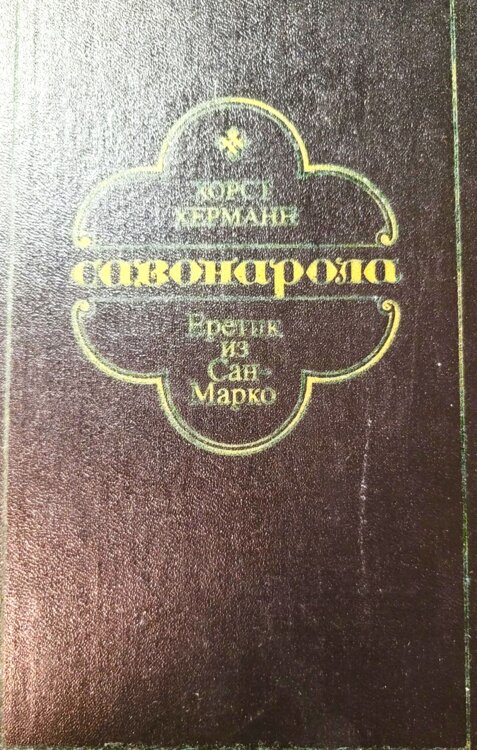 ХОРСТ
ХЕРМАНН
савонарола
Еретик
из
Сан-
Марко